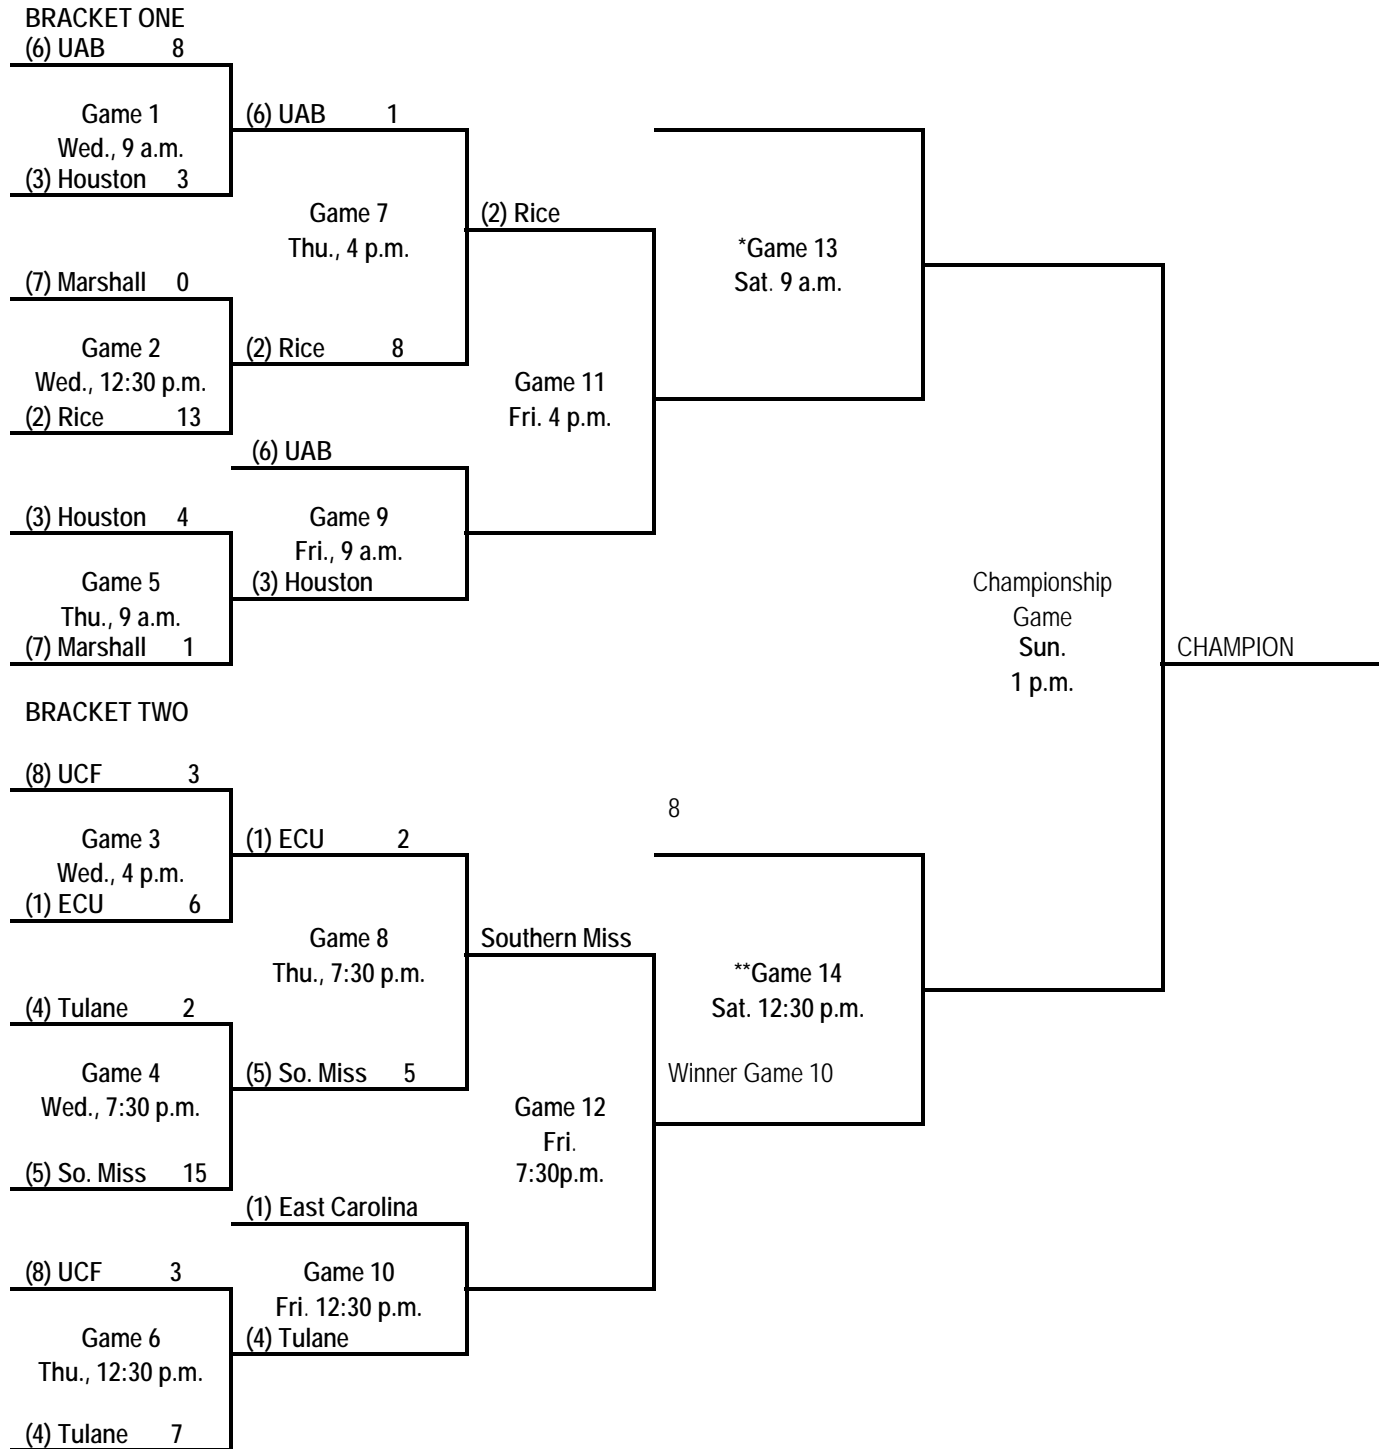 BRACKET ONE
(6) UAB 8
Game 1
Wed., 9 a.m.
(3) Houston 3
(6) UAB 1
Game 7
Thu., 4 p.m.
(2) Rice 8
(7) Marshall 0
Game 2
Wed., 12:30 p.m.
(2) Rice 13
(2) Rice
Game 11
Fri. 4 p.m.
*Game 13
Sat. 9 a.m.
(6) UAB
Game 9
Fri., 9 a.m.
(3) Houston
(3) Houston 4
Game 5
Thu., 9 a.m.
(7) Marshall 1
Championship
Game
Sun.
1 p.m.
CHAMPION
BRACKET TWO
(8) UCF 3
Game 3
Wed., 4 p.m.
(1) ECU 6
(1) ECU 2
Game 8
Thu., 7:30 p.m.
(5) So. Miss 5
(4) Tulane 2
Game 4
Wed., 7:30 p.m.
(5) So. Miss 15
Southern Miss
Game 12
Fri.
7:30p.m.
8
**Game 14
Sat. 12:30 p.m.
Winner Game 10
(1) East Carolina
Game 10
Fri. 12:30 p.m.
(4) Tulane
(8) UCF 3
Game 6
Thu., 12:30 p.m.
(4) Tulane 7